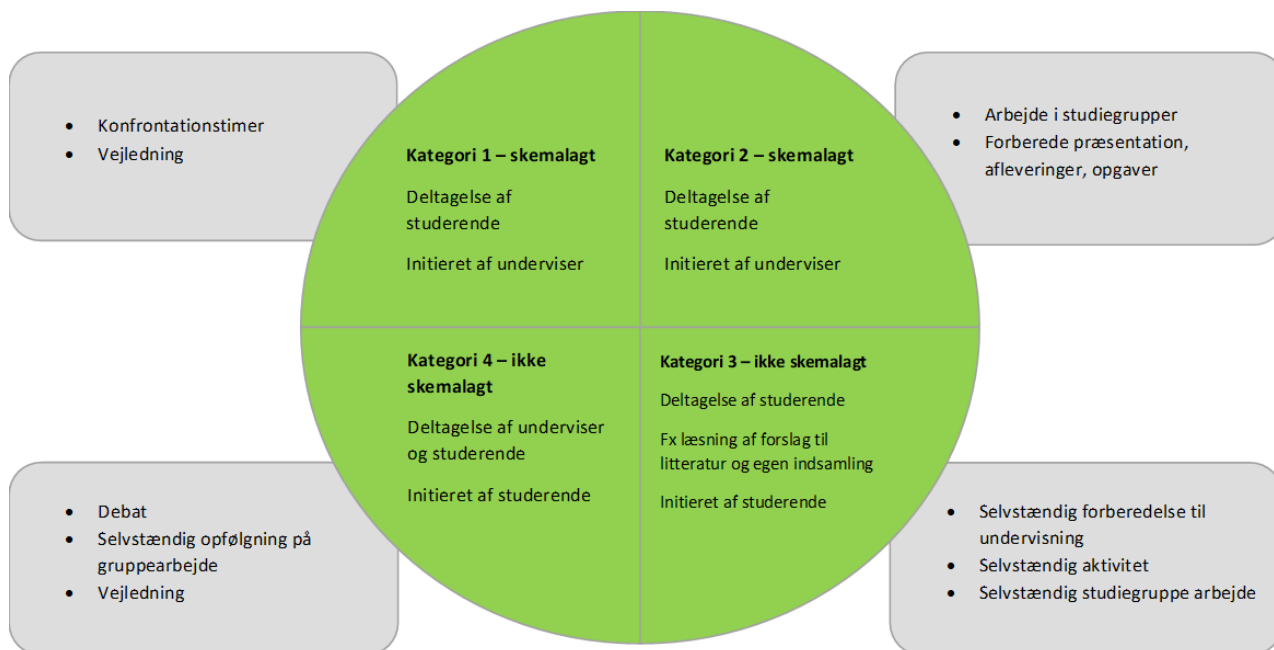 • Konfrontationstimer
• Vejledning
Kategori 1 – skemalagt
Deltagelse af
studerende
Initieret af underviser
Kategori 2 – skemalagt
Deltagelse af
studerende
Initieret af underviser
• Arbejde i studiegrupper
• Forberede præsentation,
afleveringer, opgaver
• Debat
• Selvstændig opfølgning på
gruppearbejde
• Vejledning
Kategori 4 – ikke
skemalagt
Deltagelse af underviser
og studerende
Initieret af studerende
Kategori 3 – ikke skemalagt
Deltagelse af studerende
Fx læsning af forslag til
litteratur og egen indsamling
Initieret af studerende
• Selvstændig forberedelse til
undervisning
• Selvstændig aktivitet
• Selvstændig studiegruppe arbejde